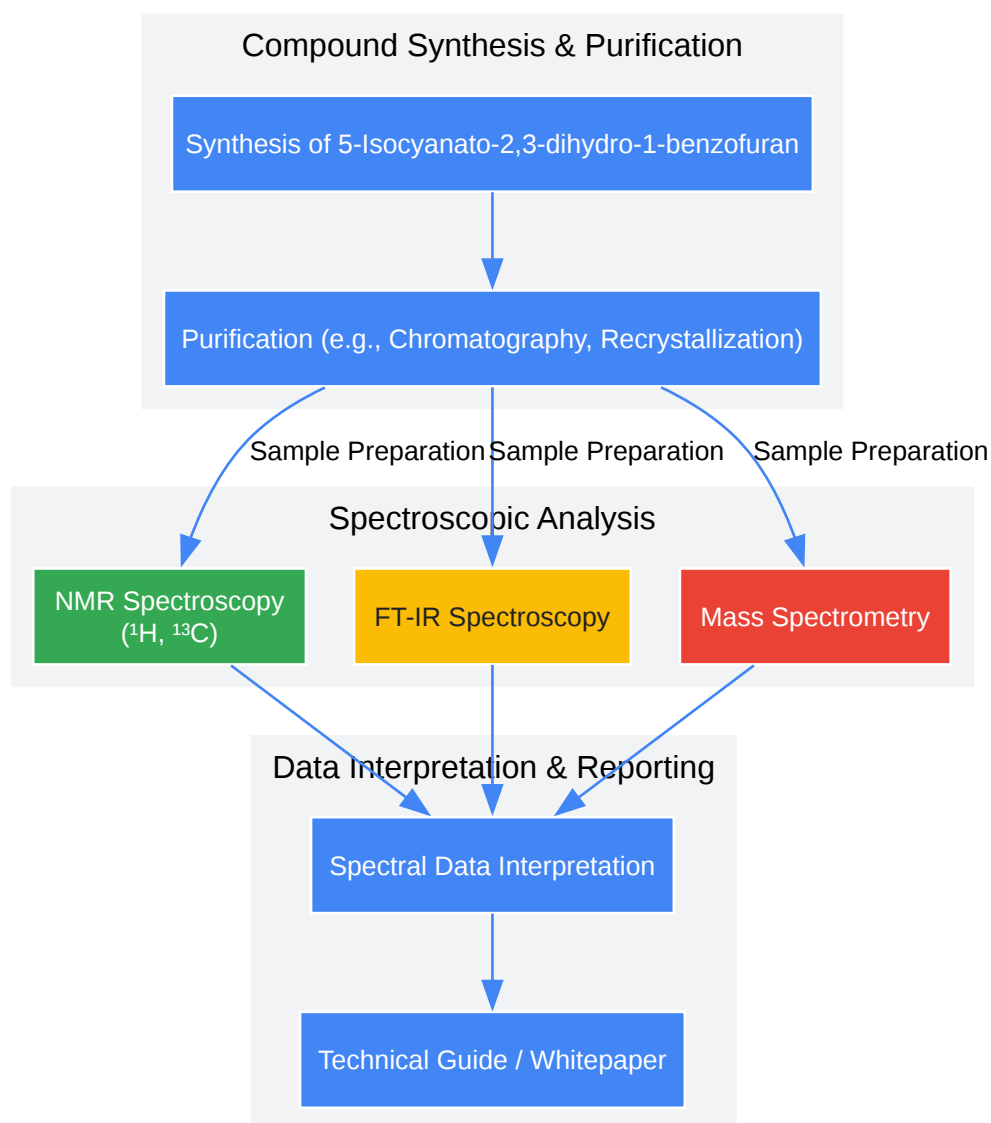 Compound Synthesis & Purification
Synthesis of 5-Isocyanato-2,3-dihydro-1-benzofuran
Purification (e.g., Chromatography, Recrystallization)
Sample Preparation
Sample Preparation
Sample Preparation
Spectroscopic Analysis
NMR Spectroscopy
(¹H, ¹³C)
FT-IR Spectroscopy
Mass Spectrometry
Data Interpretation & Reporting
Spectral Data Interpretation
Technical Guide / Whitepaper